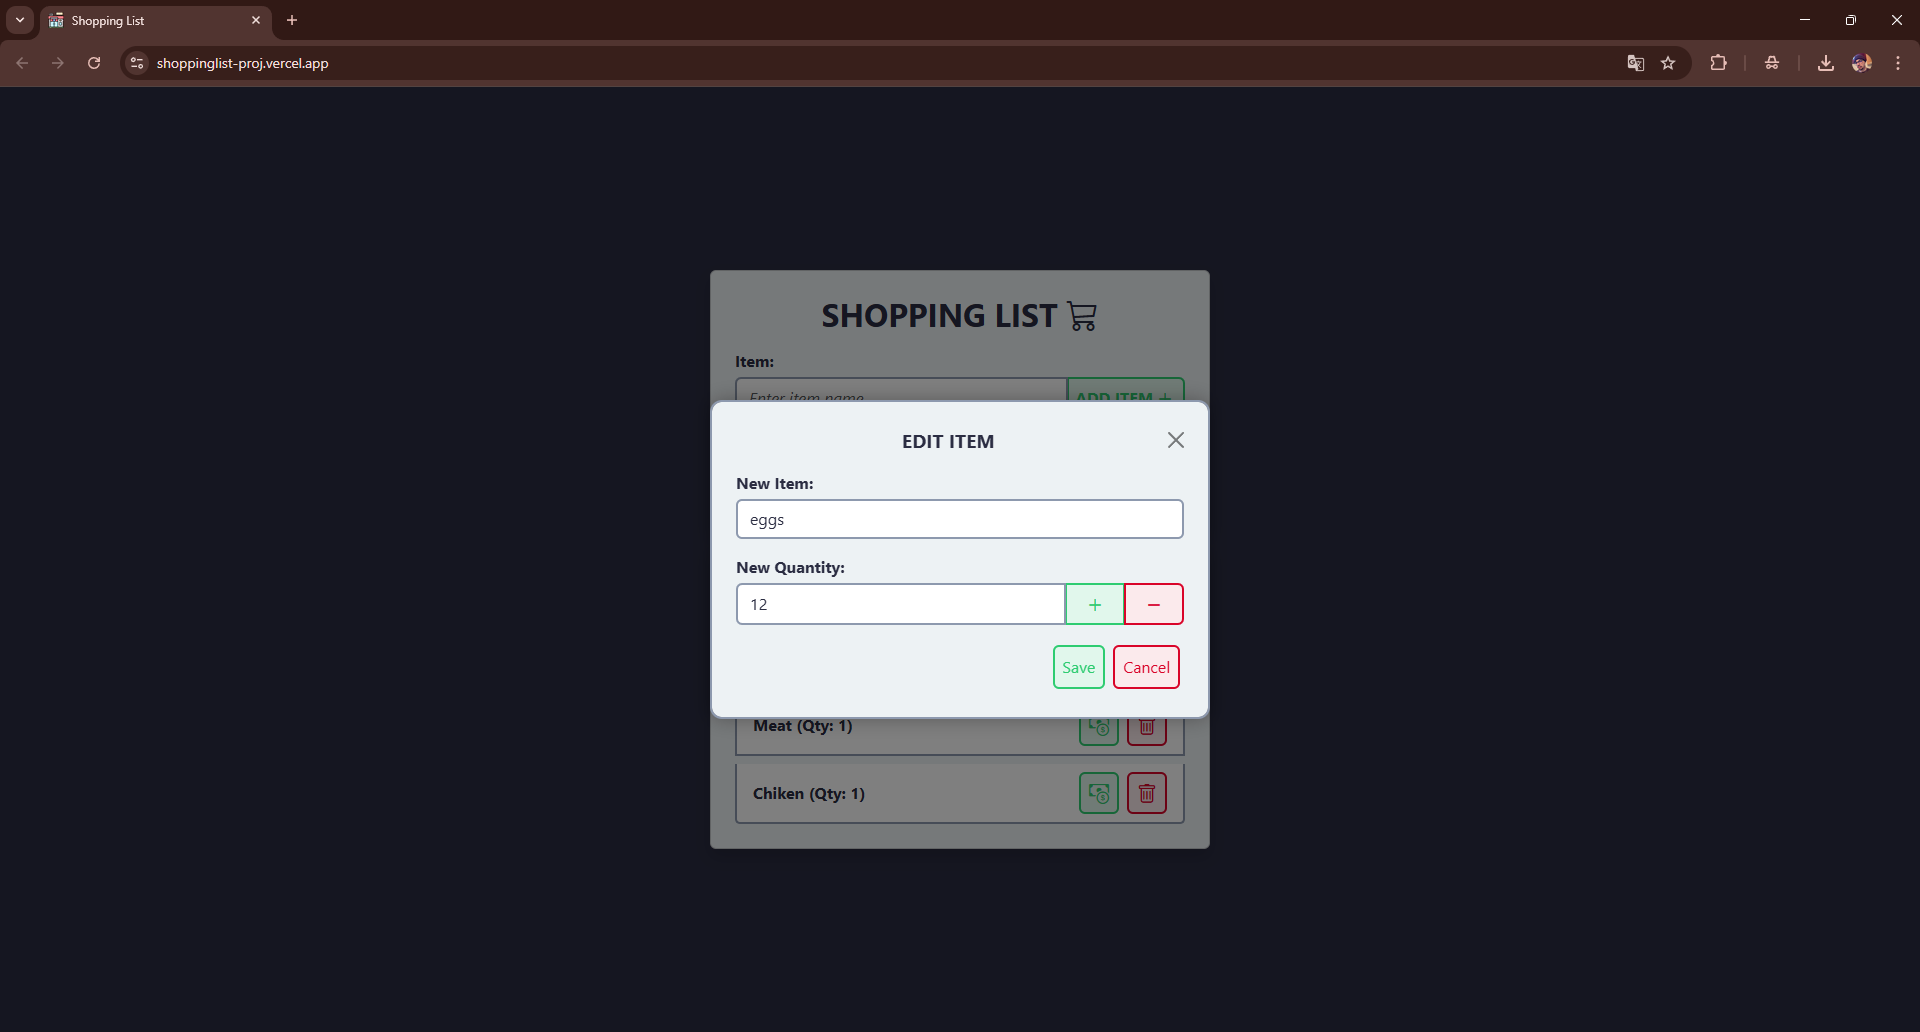 Shopping List
shoppinglist-proj.vercel.app
SHOPPING LIST
Item:
Enter item name
ADD ITEM +
EDIT ITEM
New Item:
eggs
New Quantity:
12
+ −
Save Cancel
Meat (Qty: 1)
Chiken (Qty: 1)